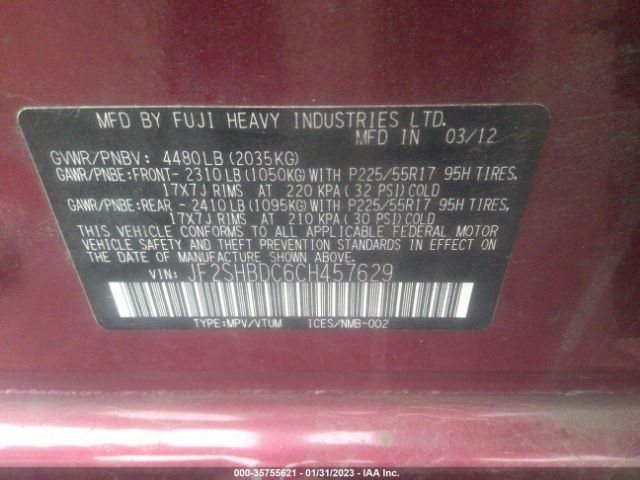 MFD BY FUJI HEAVY INDUSTRIES LTD.
MFD IN 03/12
GVWR/PNBV: 4480LB (2035KG)
GAWR/PNBE:FRONT- 2310LB (1050KG) WITH P225/55R17 95H TIRES,
17X7J RIMS AT 220 KPA (32 PSI) COLD
GAWR/PNBE:REAR - 2410LB (1095KG) WITH P225/55R17 95H TIRES,
17X7J RIMS AT 210 KPA (30 PSI) COLD
THIS VEHICLE CONFORMS TO ALL APPLICABLE FEDERAL MOTOR
VEHICLE SAFETY AND THEFT PREVENTION STANDARDS IN EFFECT ON
THE DATE OF MANUFACTURE SHOWN ABOVE.
VIN: JF2SHBDC6CH457629
TYPE:MPV/VTUM ICES/NMB-002
000-35755621 - 01/31/2023 - IAA Inc.